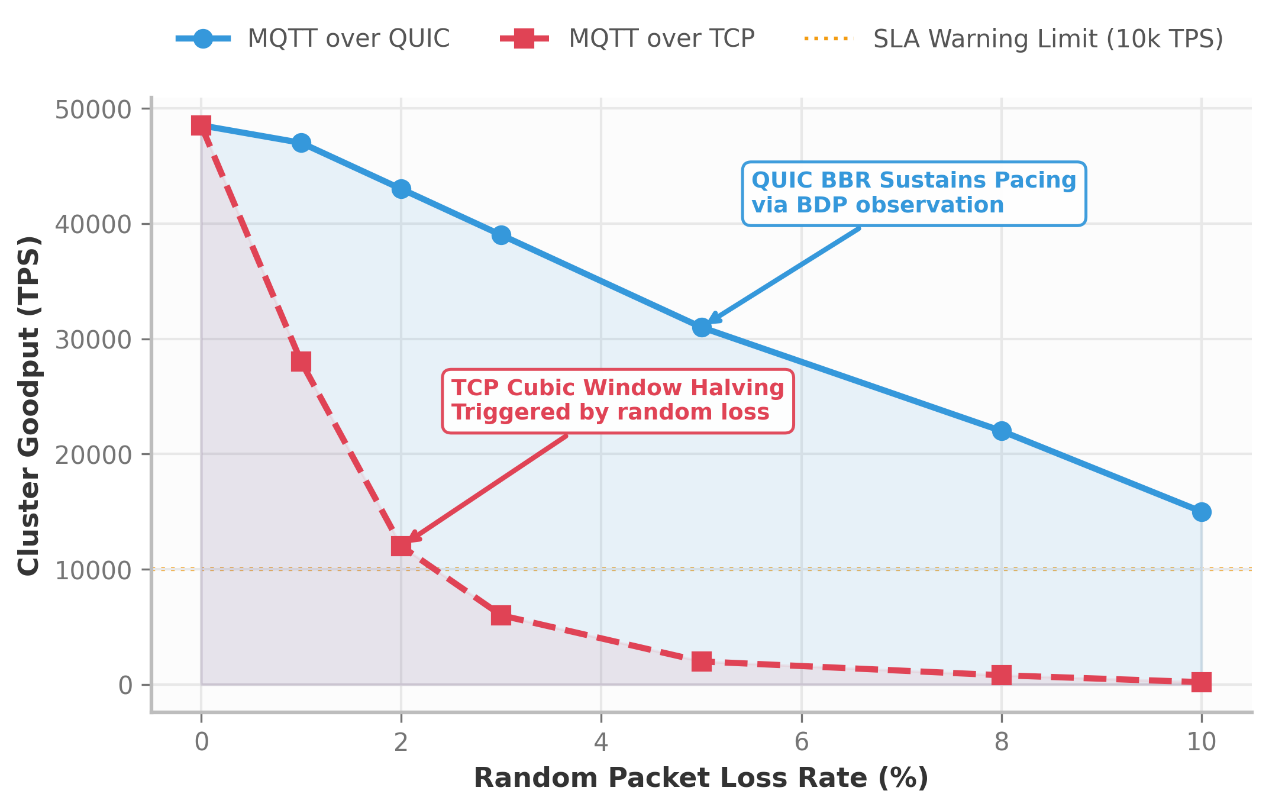 MQTT over QUIC
MQTT over TCP
SLA Warning Limit (10k TPS)
50000
40000
30000
20000
10000
0
Cluster Goodput (TPS)
QUIC BBR Sustains Pacing
via BDP observation
TCP Cubic Window Halving
Triggered by random loss
0
2
4
6
8
10
Random Packet Loss Rate (%)